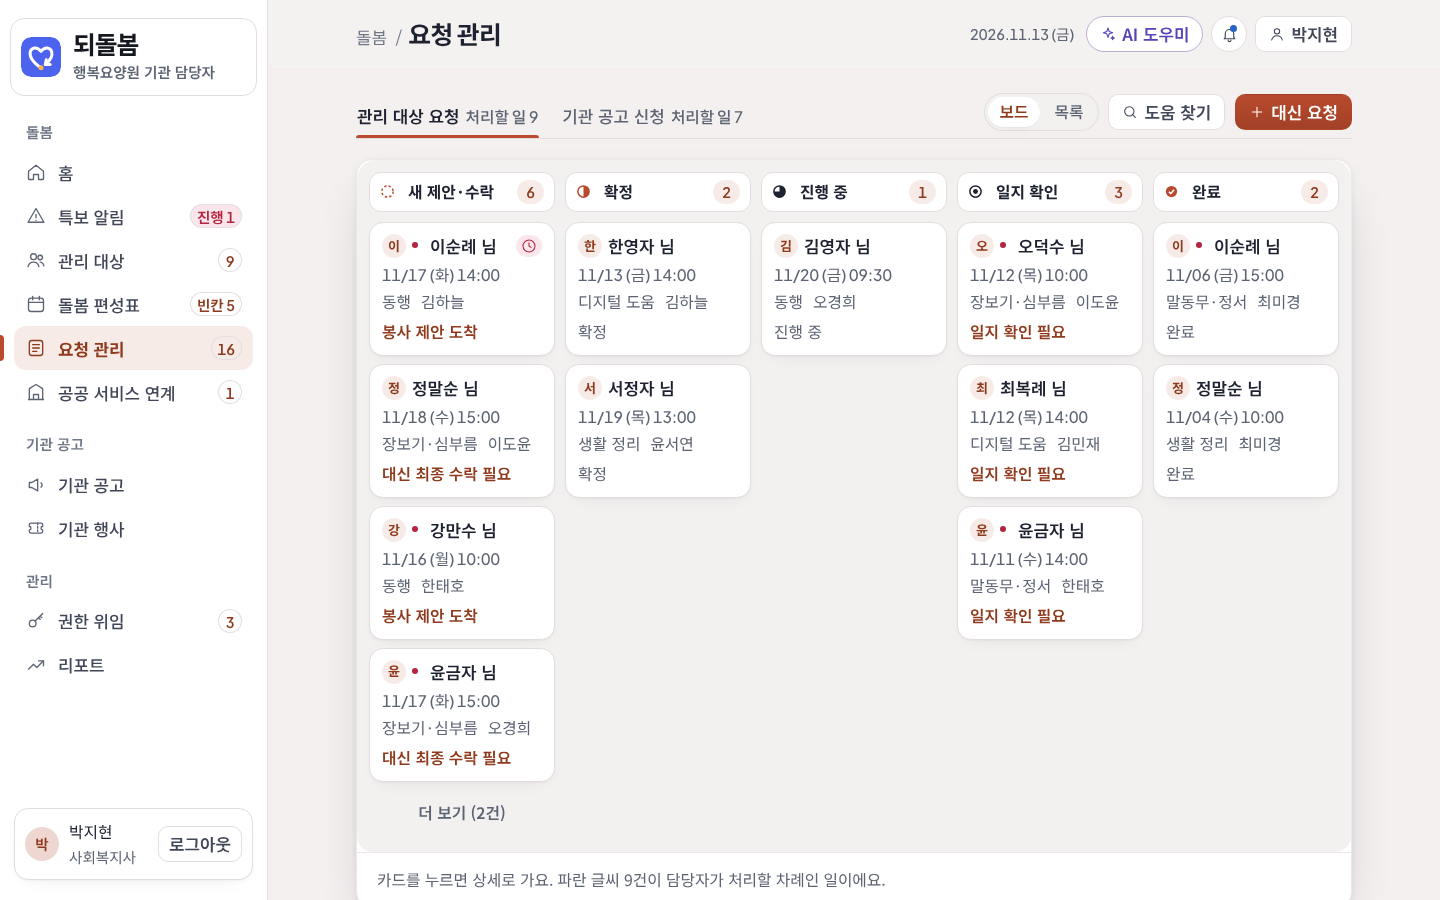 되돌봄
행복요양원 기관 담당자
돌봄
홈
특보 알림 진행 1
관리 대상 9
돌봄 편성표 빈칸 5
요청 관리 16
공공 서비스 연계 1
기관 공고
기관 공고
기관 행사
관리
권한 위임 3
리포트
박 박지현
사회복지사
로그아웃
돌봄 / 요청 관리
2026.11.13 (금) AI 도우미 박지현
관리 대상 요청 처리할 일 9 기관 공고 신청 처리할 일 7
보드 목록 도움 찾기 + 대신 요청
새 제안·수락 6
이 이순례 님
11/17 (화) 14:00
동행 김하늘
봉사 제안 도착
정 정말순 님
11/18 (수) 15:00
장보기·심부름 이도윤
대신 최종 수락 필요
강 강만수 님
11/16 (월) 10:00
동행 한태호
봉사 제안 도착
윤 윤금자 님
11/17 (화) 15:00
장보기·심부름 오경희
대신 최종 수락 필요
더 보기 (2건)
확정 2
한 한영자 님
11/13 (금) 14:00
디지털 도움 김하늘
확정
서 서정자 님
11/19 (목) 13:00
생활 정리 윤서연
확정
진행 중 1
김 김영자 님
11/20 (금) 09:30
동행 오경희
진행 중
일지 확인 3
오 오덕수 님
11/12 (목) 10:00
장보기·심부름 이도윤
일지 확인 필요
최 최복례 님
11/12 (목) 14:00
디지털 도움 김민재
일지 확인 필요
윤 윤금자 님
11/11 (수) 14:00
말동무·정서 한태호
일지 확인 필요
완료 2
이 이순례 님
11/06 (금) 15:00
말동무·정서 최미경
완료
정 정말순 님
11/04 (수) 10:00
생활 정리 최미경
완료
카드를 누르면 상세로 가요. 파란 글씨 9건이 담당자가 처리할 차례인 일이에요.